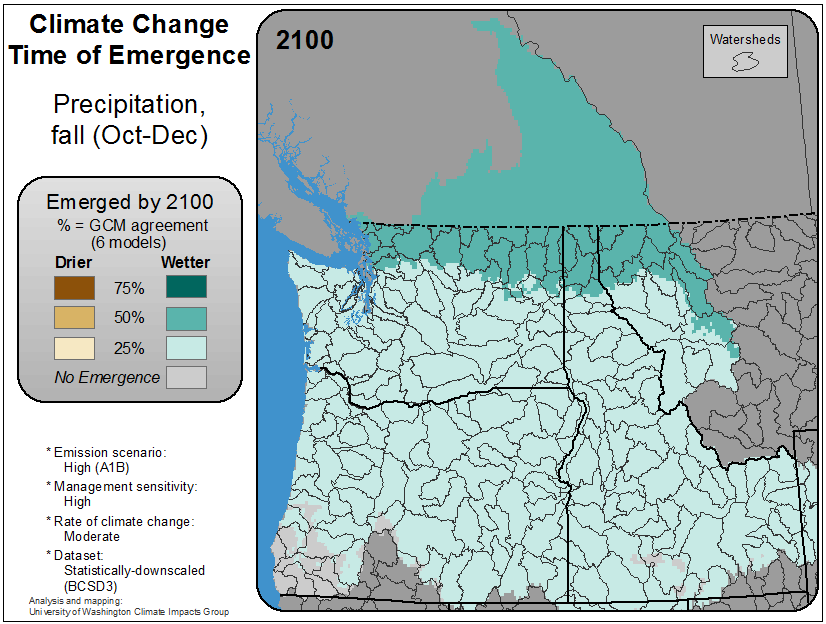 Climate Change
Time of Emergence
Precipitation,
fall (Oct-Dec)
Emerged by 2100
% = GCM agreement
(6 models)
Drier Wetter
75%
50%
25%
No Emergence
* Emission scenario:
High (A1B)
* Management sensitivity:
High
* Rate of climate change:
Moderate
* Dataset:
Statistically-downscaled
(BCSD3)
Analysis and mapping:
University of Washington Climate Impacts Group
2100
Watersheds